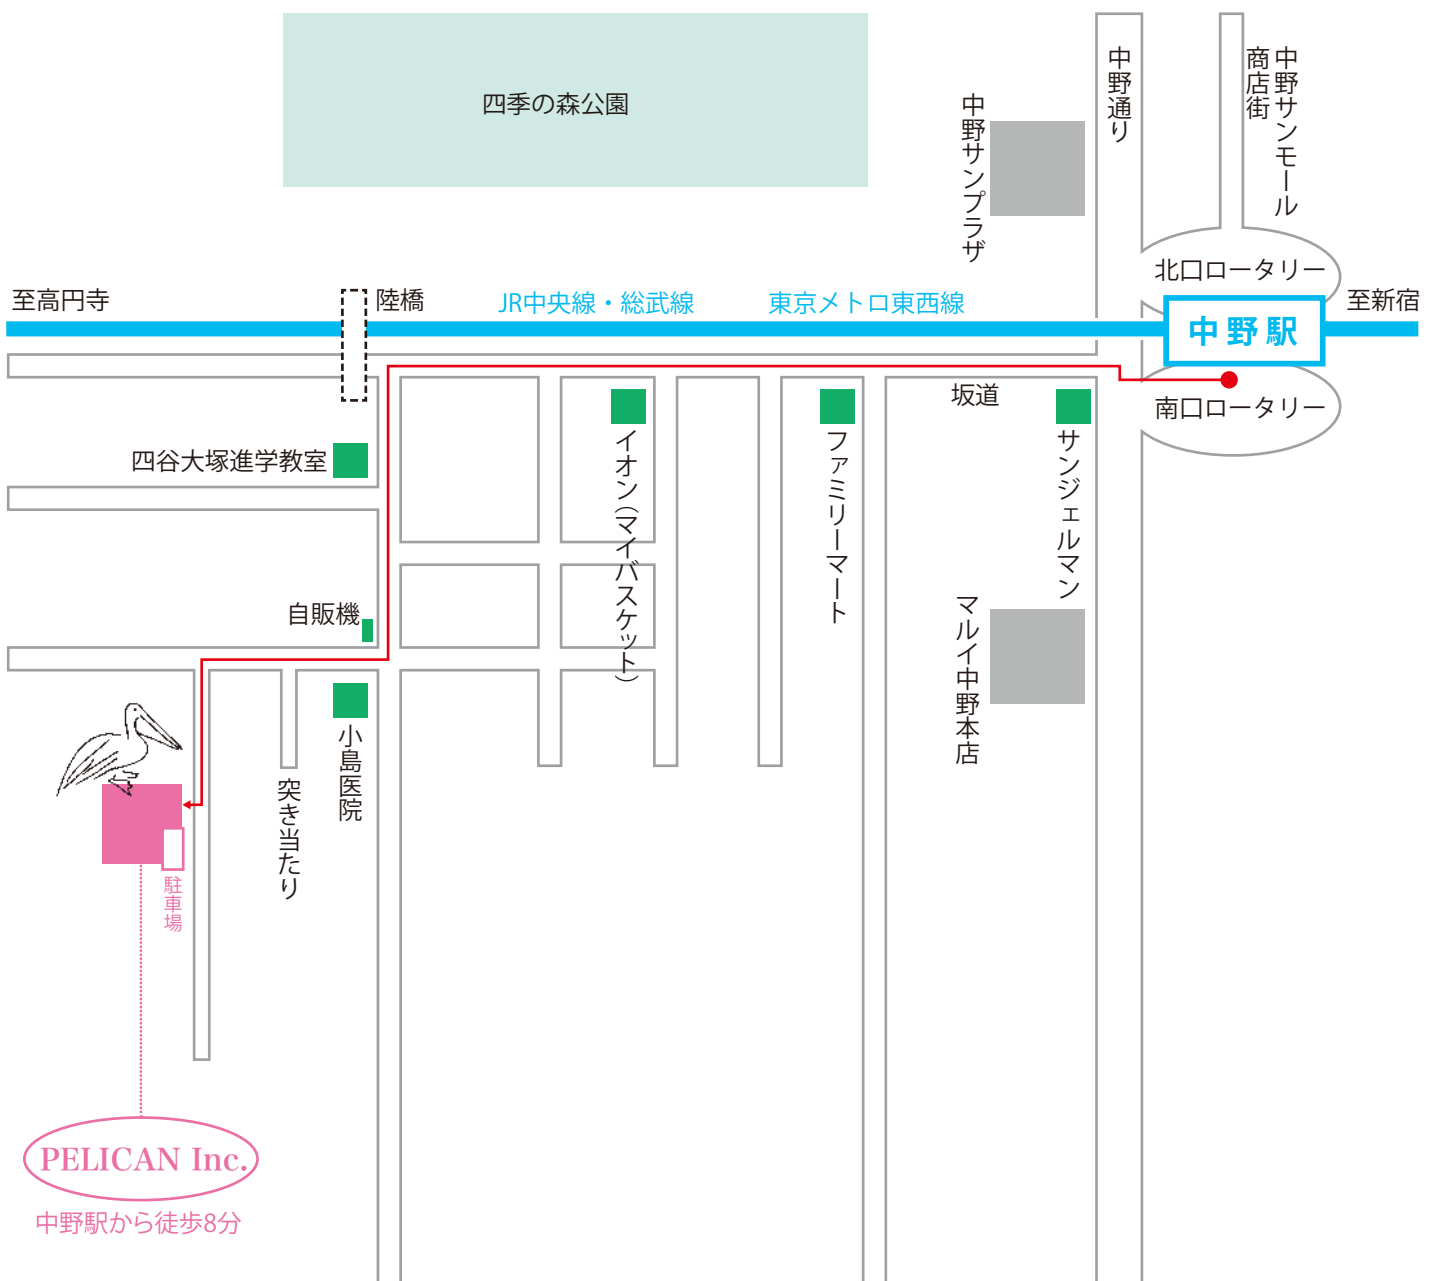 四季の森公園
中野サンプラザ
中野通り
中野サンモール
商店街
北口ロータリー
至高円寺
陸橋
JR中央線・総武線
東京メトロ東西線
中野駅
至新宿
坂道
南口ロータリー
四谷大塚進学教室
イオン(マイバスケット)
ファミリーマート
サンジェルマン
自販機
マルイ中野本店
小島医院
突き当たり
駐車場
PELICAN Inc.
中野駅から徒歩8分